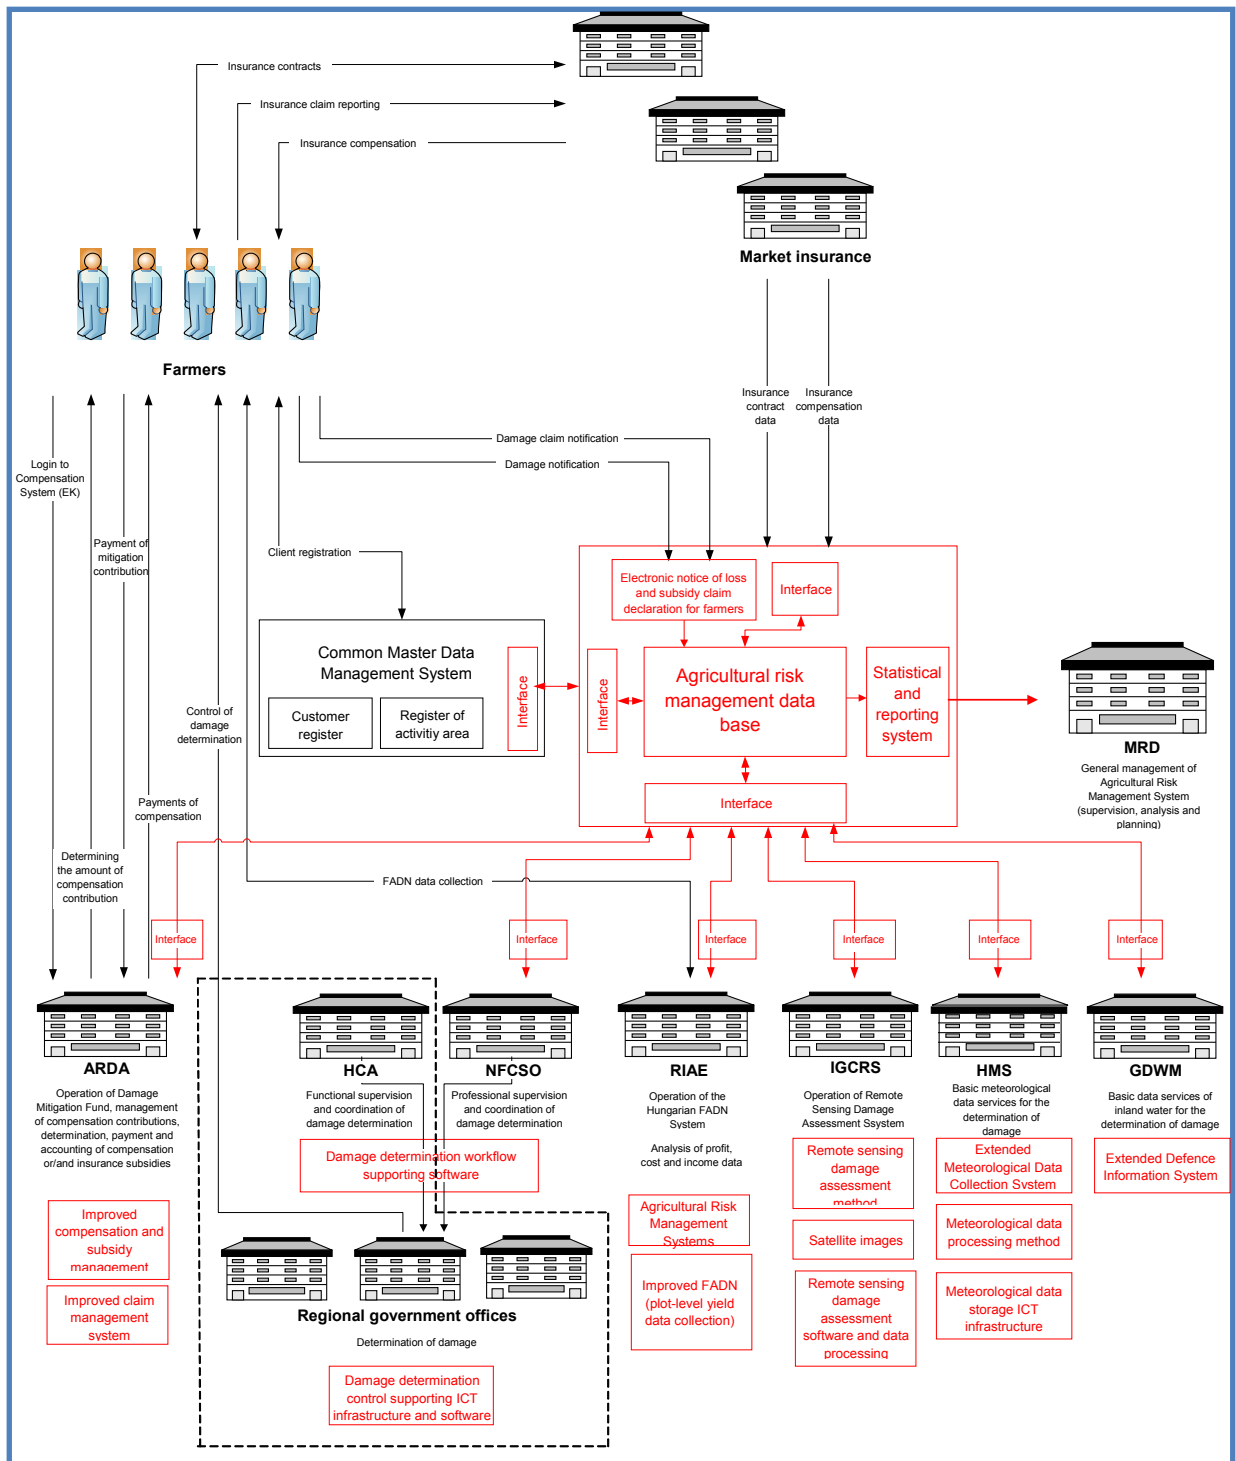 Insurance contracts
Insurance claim reporting
Insurance compensation
Market insurance
Farmers
Insurance
contract
data
Insurance
compensation
data
Damage claim notification
Damage notification
Login to
Compensation
System (EK)
Payment of
mitigation
contribution
Client registration
Electronic notice of loss
and subsidy claim
declaration for farmers
Interface
Common Master Data
Management System
Customer
register
Register of
activitiy area
Interface
Interface
Agricultural risk
management data
base
Statistical
and
reporting
system
Interface
MRD
General management of
Agricultural Risk
Management System
(supervision, analysis and
planning)
Control of
damage
determination
Payments of
compensation
Determining
the amount of
compensation
contribution
FADN data collection
Interface
Interface
Interface
Interface
Interface
Interface
ARDA
Operation of Damage
Mitigation Fund, management
of compensation contributions,
determination, payment and
accounting of compensation
or/and insurance subsidies
Improved
compensation and
subsidy
management
Improved claim
management
system
HCA
Functional supervision
and coordination of
damage determination
NFCSO
Professional supervision
and coordination of
damage determination
Damage determination workflow
supporting software
Regional government offices
Determination of damage
Damage determination
control supporting ICT
infrastructure and software
RIAE
Operation of the
Hungarian FADN
System
Analysis of profit,
cost and income data
Agricultural Risk
Management
Systems
Improved FADN
(plot-level yield
data collection)
IGCRS
Operation of Remote
Sensing Damage
Assessment Ssystem
Remote sensing
damage
assessment
method
Satellite images
Remote sensing
damage
assessment
software and data
processing
HMS
Basic meteorological
data services for the
determination of
damage
Extended
Meteorological Data
Collection System
Meteorological data
processing method
Meteorological data
storage ICT
infrastructure
GDWM
Basic data services of
inland water for the
determination of damage
Extended Defence
Information System